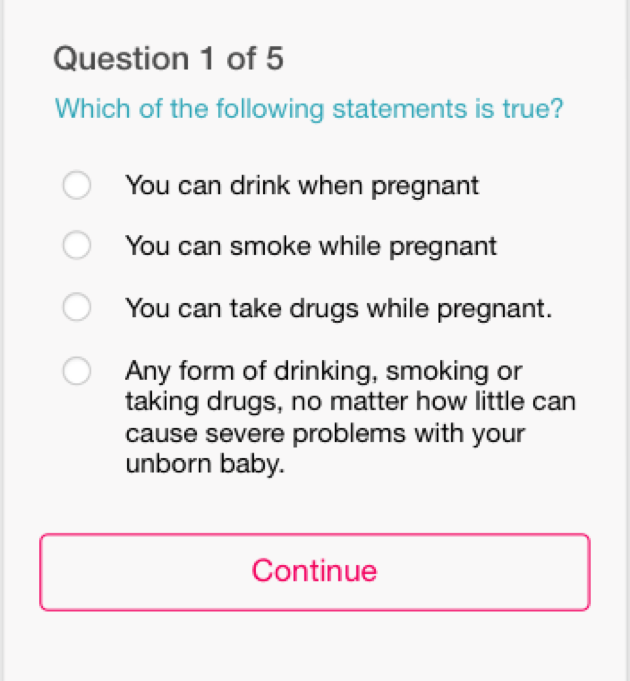 Question 1 of 5
Which of the following statements is true?
You can drink when pregnant
You can smoke while pregnant
You can take drugs while pregnant.
Any form of drinking, smoking or
taking drugs, no matter how little can
cause severe problems with your
unborn baby.
Continue